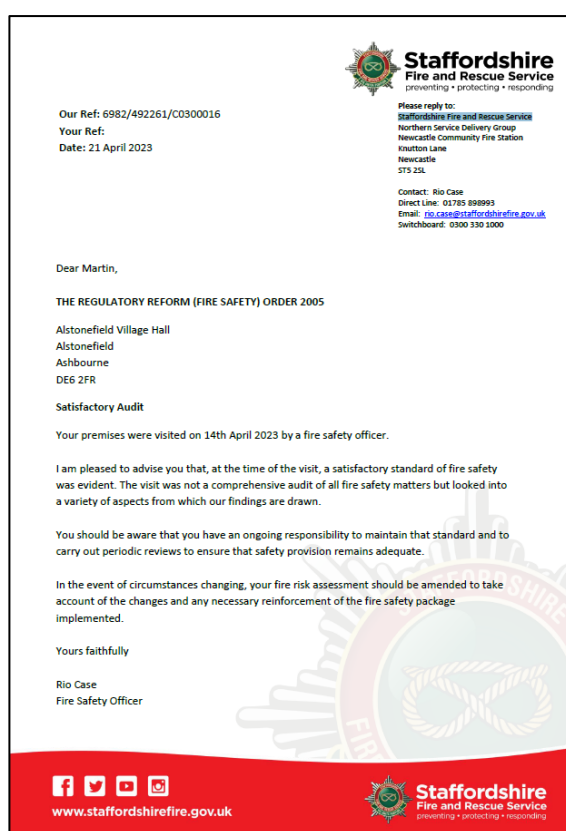 Staffordshire
Fire and Rescue Service
preventing • protecting • responding
Our Ref: 6982/492261/C0300016
Your Ref:
Date: 21 April 2023
Please reply to:
Staffordshire Fire and Rescue Service
Northern Service Delivery Group
Newcastle Community Fire Station
Knutton Lane
Newcastle
ST5 2SL
Contact: Rio Case
Direct Line: 01785 898993
Email: rio.case@staffordshirefire.gov.uk
Switchboard: 0300 330 1000
Dear Martin,
THE REGULATORY REFORM (FIRE SAFETY) ORDER 2005
Alstonefield Village Hall
Alstonefield
Ashbourne
DE6 2FR
Satisfactory Audit
Your premises were visited on 14th April 2023 by a fire safety officer.
I am pleased to advise you that, at the time of the visit, a satisfactory standard of fire safety
was evident. The visit was not a comprehensive audit of all fire safety matters but looked into
a variety of aspects from which our findings are drawn.
You should be aware that you have an ongoing responsibility to maintain that standard and to
carry out periodic reviews to ensure that safety provision remains adequate.
In the event of circumstances changing, your fire risk assessment should be amended to take
account of the changes and any necessary reinforcement of the fire safety package
implemented.
Yours faithfully
Rio Case
Fire Safety Officer
www.staffordshirefire.gov.uk
Staffordshire
Fire and Rescue Service
preventing • protecting • responding